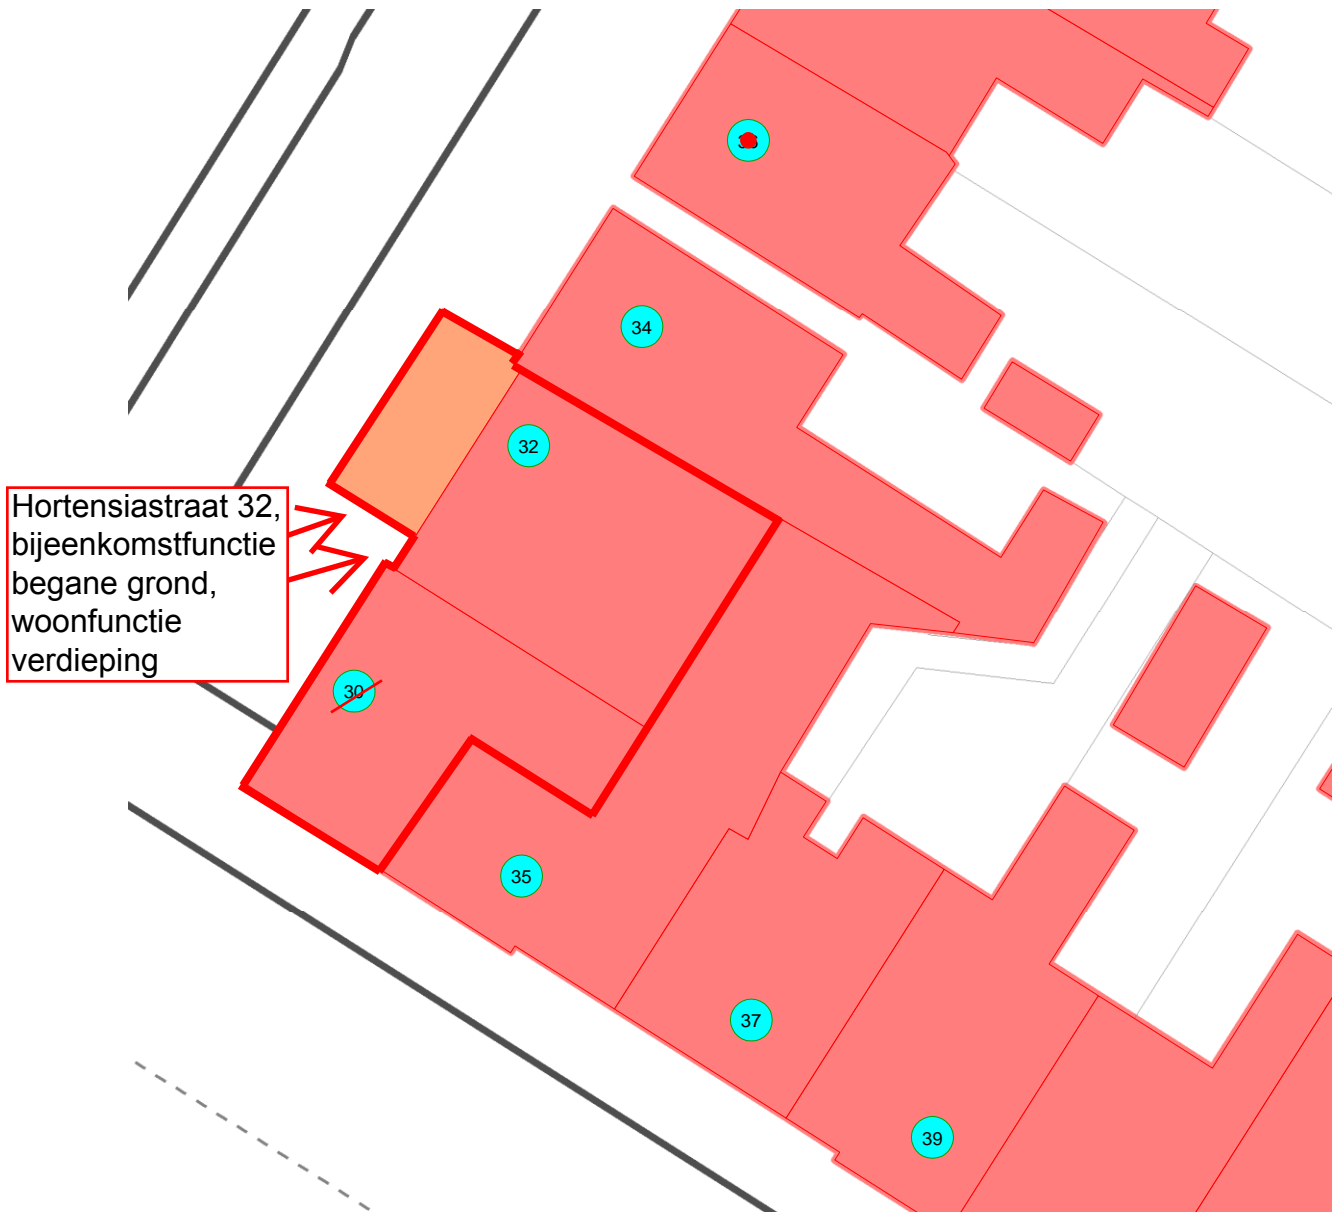 34
32
Hortensiastraat 32,
bijeenkomstfunctie
begane grond,
woonfunctie
verdieping
30
35
37
39